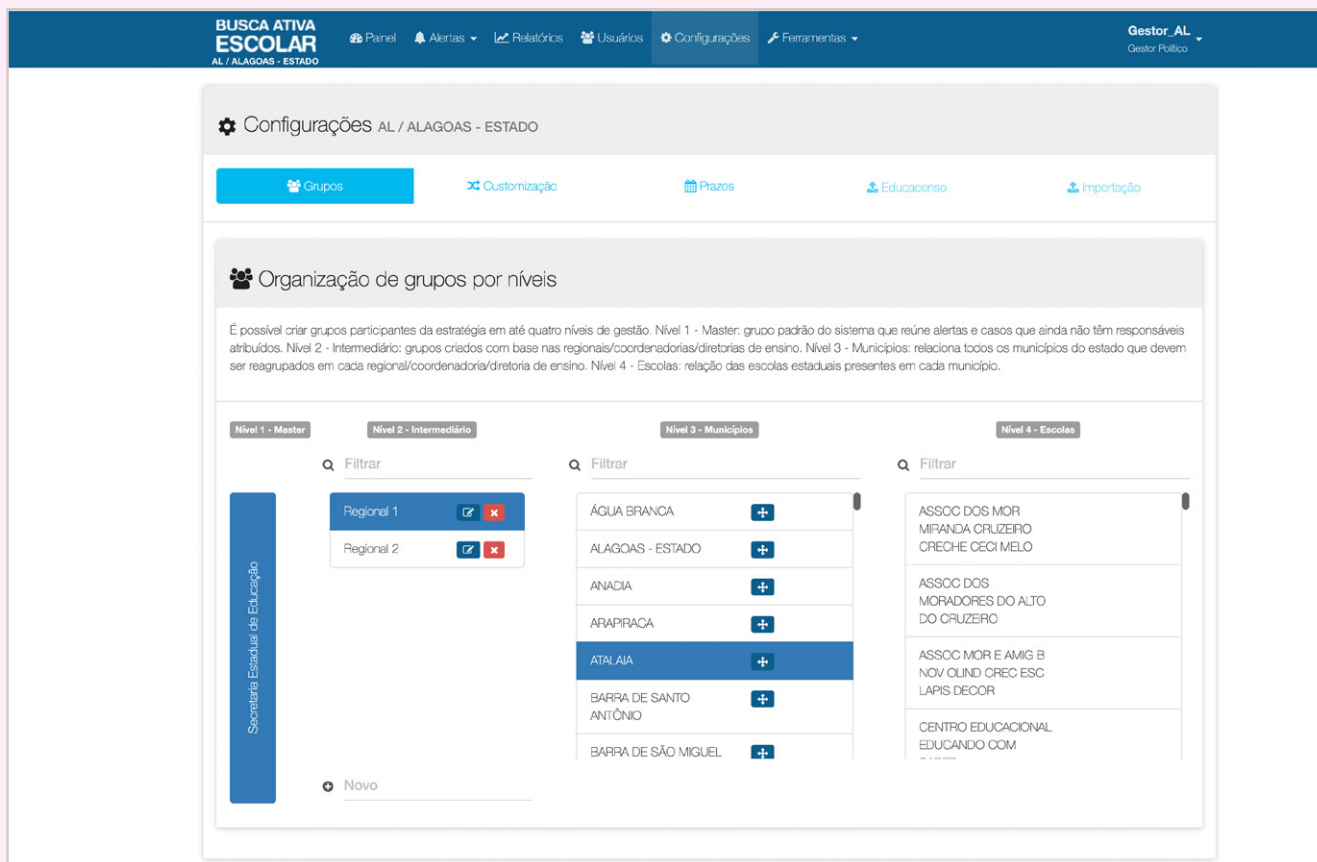 BUSCA ATIVA
ESCOLAR
AL / ALAGOAS - ESTADO
Painel
Alertas
Relatórios
Usuários
Configurações
Ferramentas
Gestor_AL
Gestor Político
Configurações AL / ALAGOAS - ESTADO
Grupos
Customização
Prazos
Educacenso
Importação
Organização de grupos por níveis
É possível criar grupos participantes da estratégia em até quatro níveis de gestão. Nível 1 - Master: grupo padrão do sistema que reúne alertas e casos que ainda não têm responsáveis
atribuídos. Nível 2 - Intermediário: grupos criados com base nas regionais/coordenadorias/diretorias de ensino. Nível 3 - Municípios: relaciona todos os municípios do estado que devem
ser reagrupados em cada regional/coordenadoria/diretoria de ensino. Nível 4 - Escolas: relação das escolas estaduais presentes em cada município.
Nível 1 - Master
Nível 2 - Intermediário
Nível 3 - Municípios
Nível 4 - Escolas
Secretaria Estadual de Educação
Filtrar
Regional 1
Regional 2
Novo
Filtrar
ÁGUA BRANCA
ALAGOAS - ESTADO
ANADIA
ARAPIRACA
ATALAIA
BARRA DE SANTO
ANTÔNIO
BARRA DE SÃO MIGUEL
Filtrar
ASSOC DOS MOR
MIRANDA CRUZEIRO
CRECHE CECI MELO
ASSOC DOS
MORADORES DO ALTO
DO CRUZEIRO
ASSOC MOR E AMIG B
NOV OLIND CREC ESC
LAPIS DECOR
CENTRO EDUCACIONAL
EDUCANDO COM